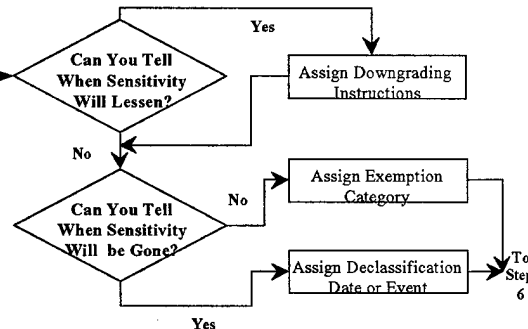 Yes
Can You Tell
When Sensitivity
Will Lessen?
Assign Downgrading
Instructions
No
Can You Tell
When Sensitivity
Will be Gone?
No
Assign Exemption
Category
Assign Declassification
Date or Event
To
Step
6
Yes